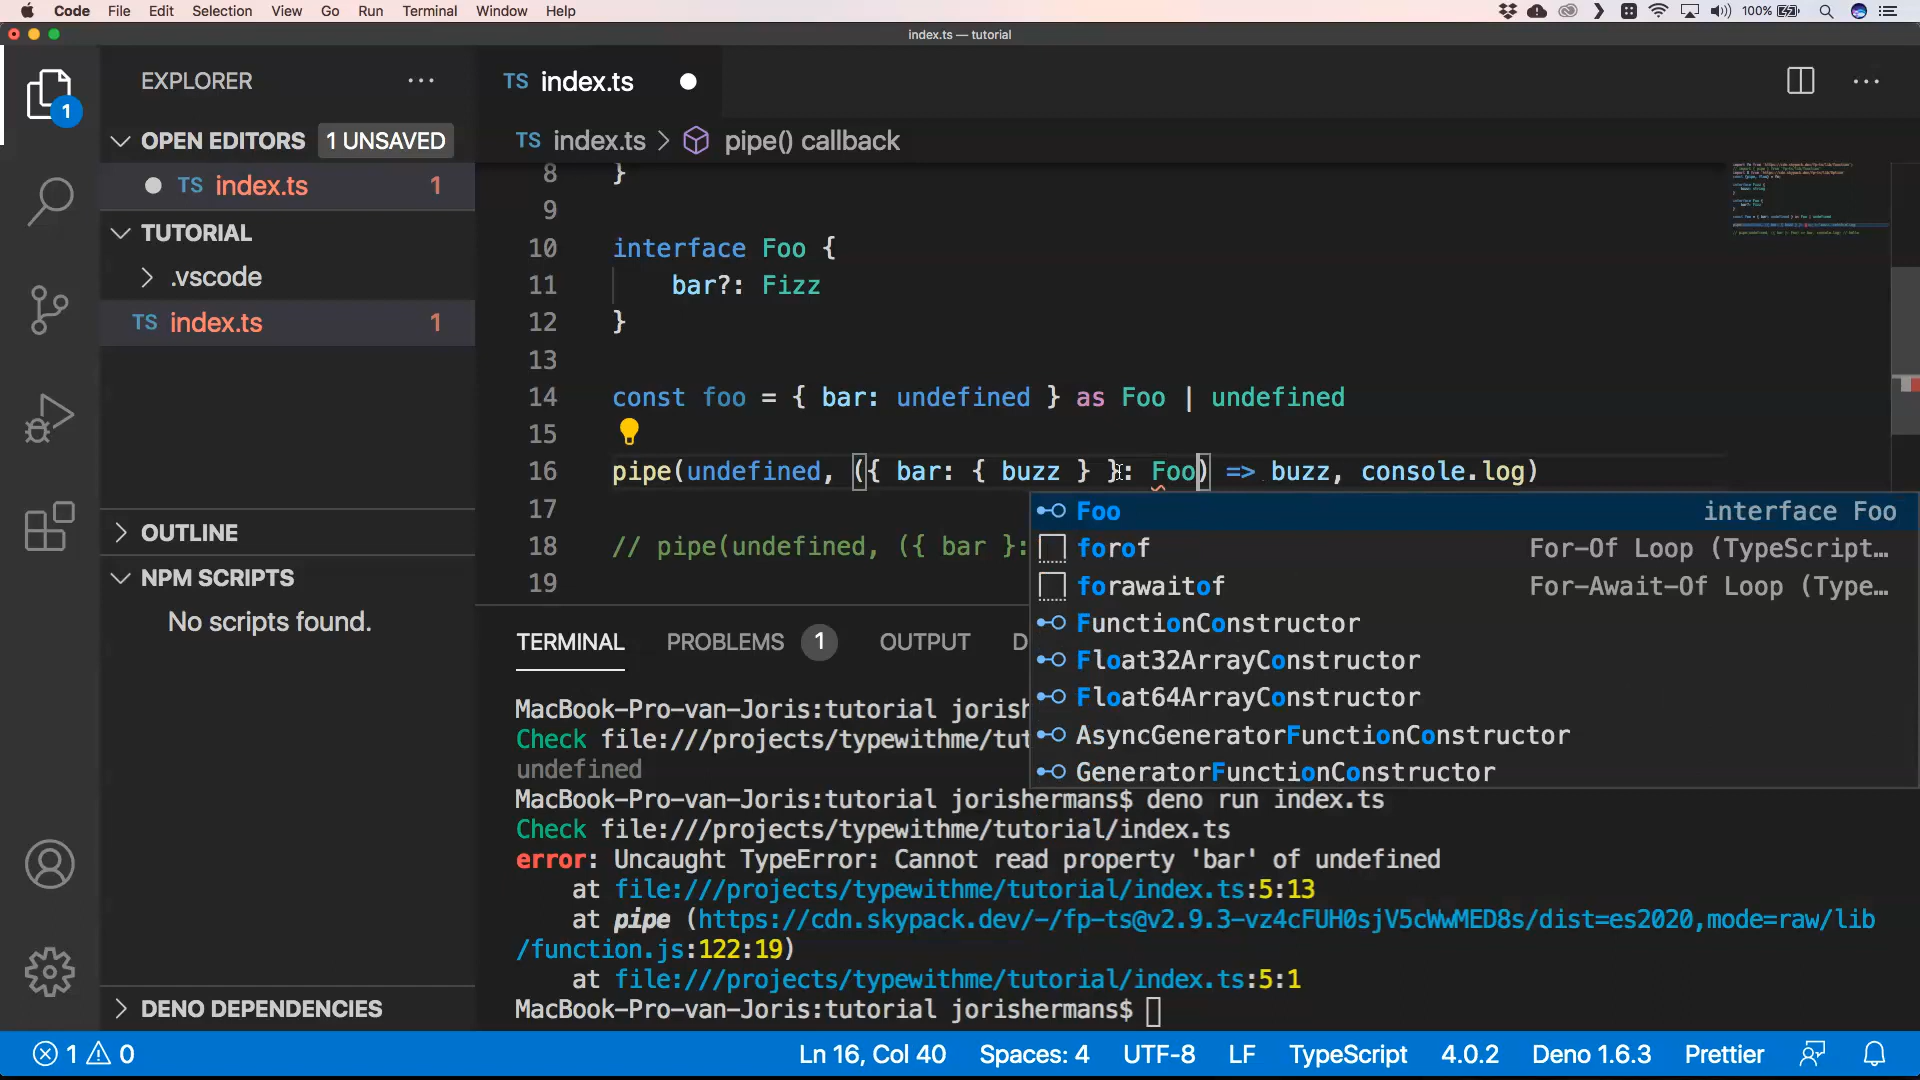 Code File Edit Selection View Go Run Terminal Window Help 100%
index.ts — tutorial
EXPLORER ···
TS index.ts
1
OPEN EDITORS 1 UNSAVED
TS index.ts > pipe() callback
TS index.ts 1
TUTORIAL
.vscode
TS index.ts 1
OUTLINE
NPM SCRIPTS
No scripts found.
DENO DEPENDENCIES
8 }
9
10 interface Foo {
11 bar?: Fizz
12 }
13
14 const foo = { bar: undefined } as Foo | undefined
15
16 pipe(undefined, ({ bar: { buzz } }: Foo) => buzz, console.log)
17
18 // pipe(undefined, ({ bar }:
19
Foo interface Foo
forof For-Of Loop (TypeScript…
forawaitof For-Await-Of Loop (Type…
FunctionConstructor
Float32ArrayConstructor
Float64ArrayConstructor
AsyncGeneratorFunctionConstructor
GeneratorFunctionConstructor
TERMINAL PROBLEMS 1 OUTPUT D
MacBook-Pro-van-Joris:tutorial jorish
Check file:///projects/typewithme/tut
undefined
MacBook-Pro-van-Joris:tutorial jorishermans$ deno run index.ts
Check file:///projects/typewithme/tutorial/index.ts
error: Uncaught TypeError: Cannot read property 'bar' of undefined
at file:///projects/typewithme/tutorial/index.ts:5:13
at pipe (https://cdn.skypack.dev/-/fp-ts@v2.9.3-vz4cFUH0sjV5cWwMED8s/dist=es2020,mode=raw/lib
/function.js:122:19)
at file:///projects/typewithme/tutorial/index.ts:5:1
MacBook-Pro-van-Joris:tutorial jorishermans$
1 0 Ln 16, Col 40 Spaces: 4 UTF-8 LF TypeScript 4.0.2 Deno 1.6.3 Prettier